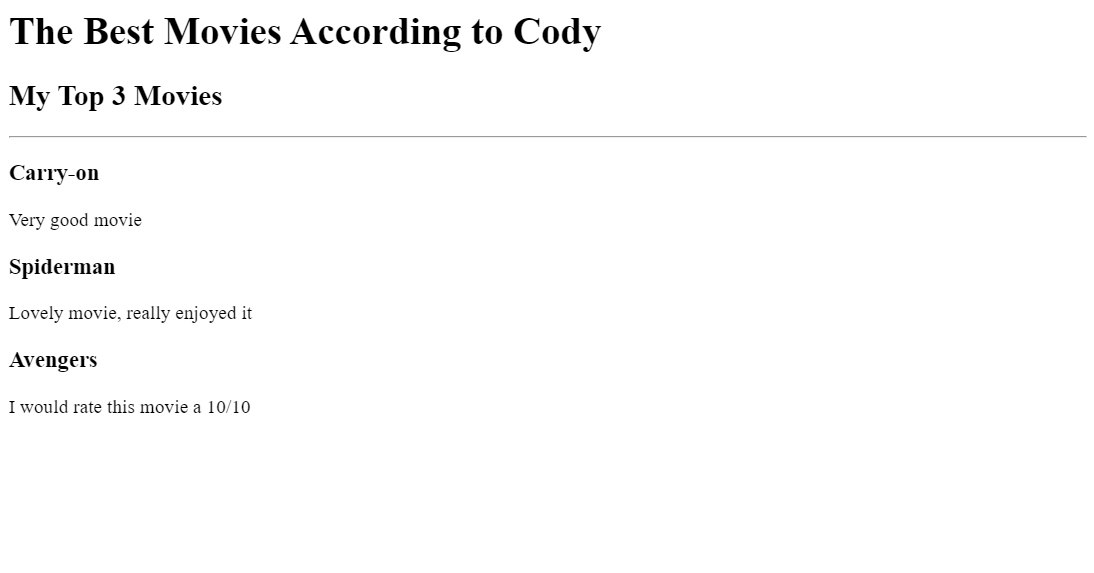 The Best Movies According to Cody
My Top 3 Movies
Carry-on
Very good movie
Spiderman
Lovely movie, really enjoyed it
Avengers
I would rate this movie a 10/10